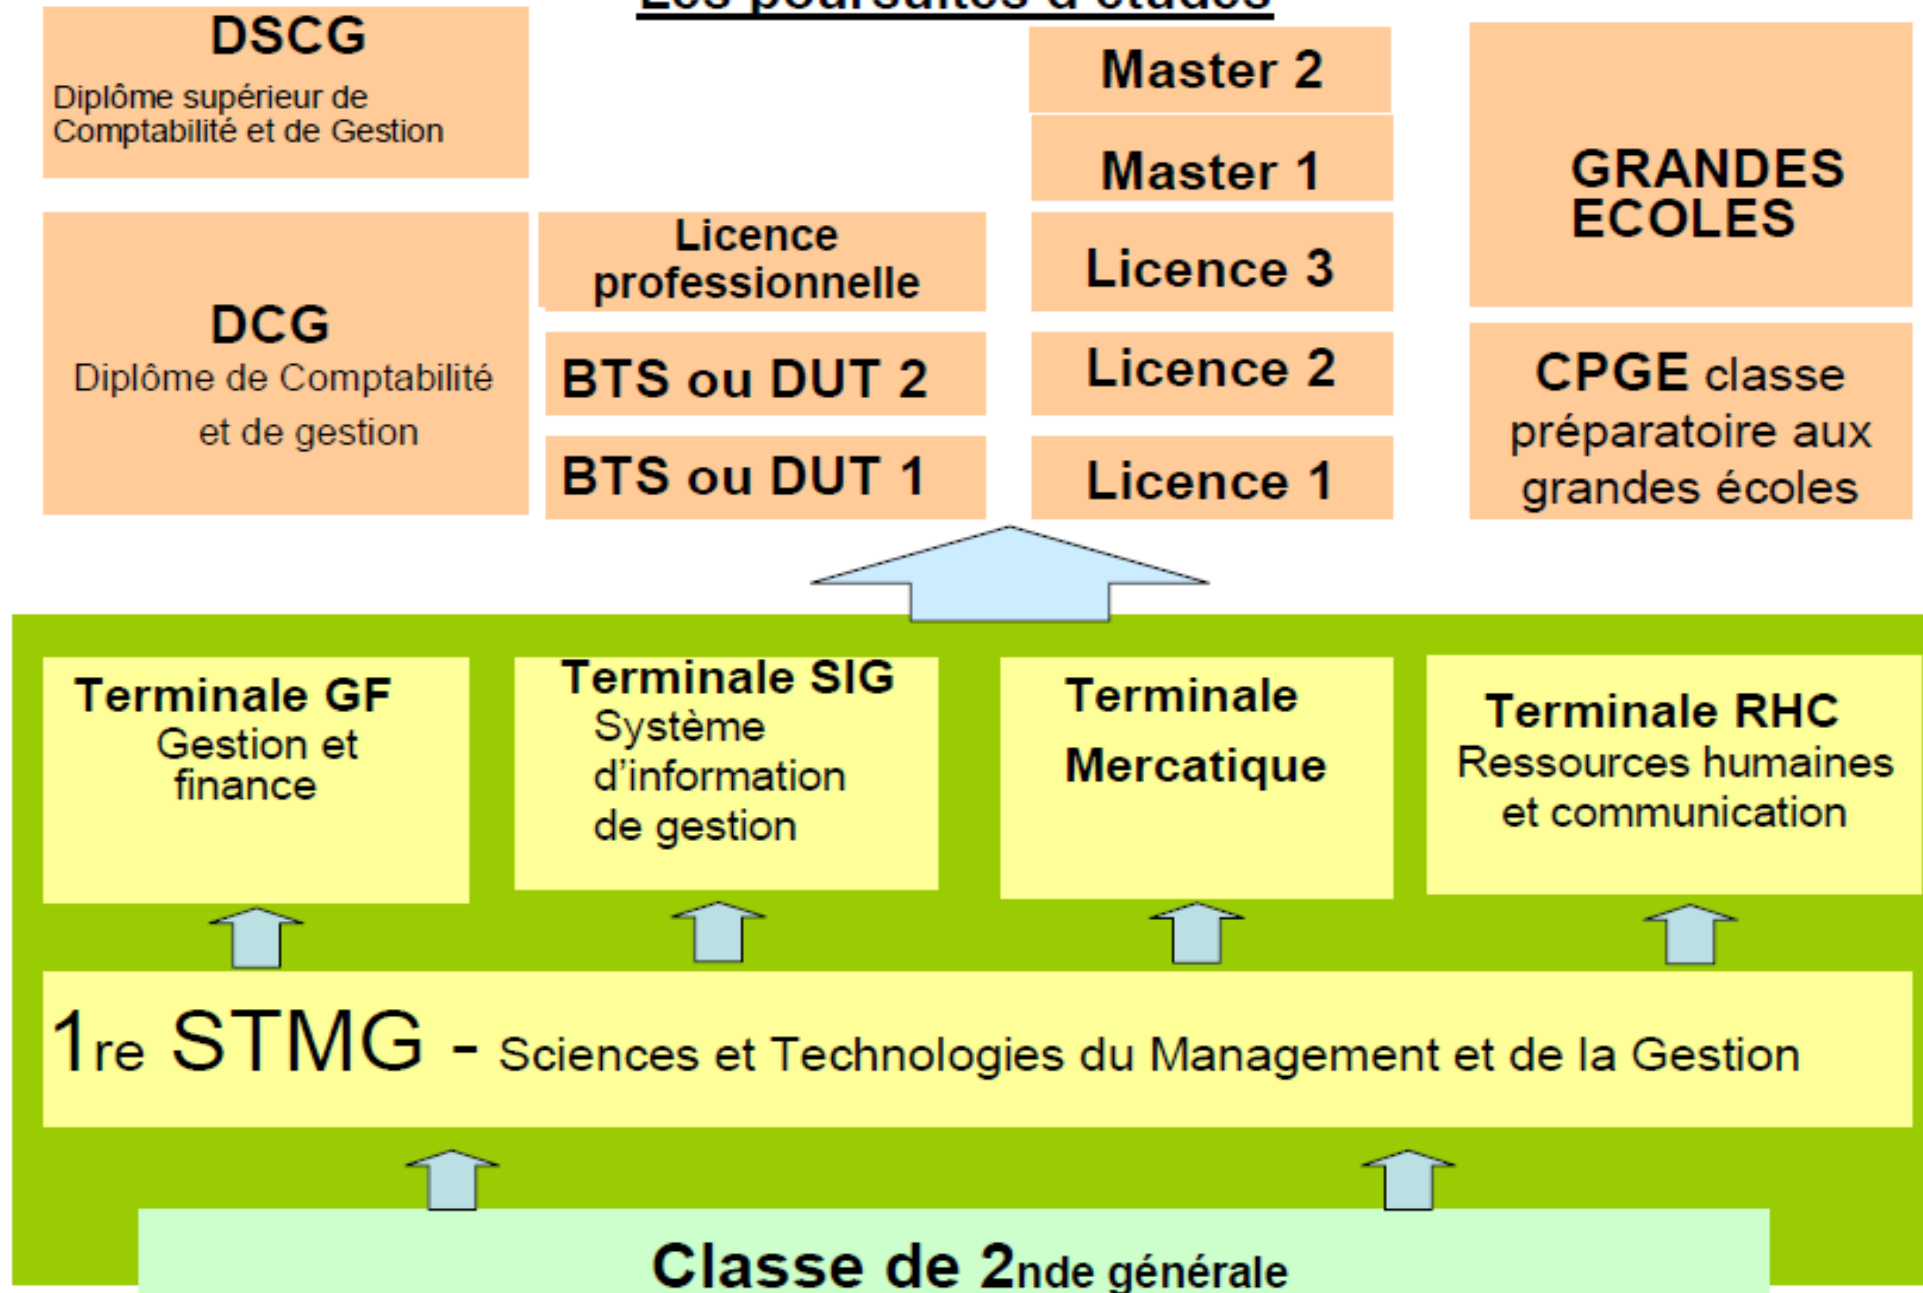 Les poursuites d'études
DSCG
Diplôme supérieur de
Comptabilité et de Gestion
DCG
Diplôme de Comptabilité
et de gestion
Licence
professionnelle
BTS ou DUT 2
BTS ou DUT 1
Master 2
Master 1
Licence 3
Licence 2
Licence 1
GRANDES
ECOLES
CPGE classe
préparatoire aux
grandes écoles
Terminale GF
Gestion et
finance
Terminale SIG
Système
d'information
de gestion
Terminale
Mercatique
Terminale RHC
Ressources humaines
et communication
1re STMG - Sciences et Technologies du Management et de la Gestion
Classe de 2nde générale